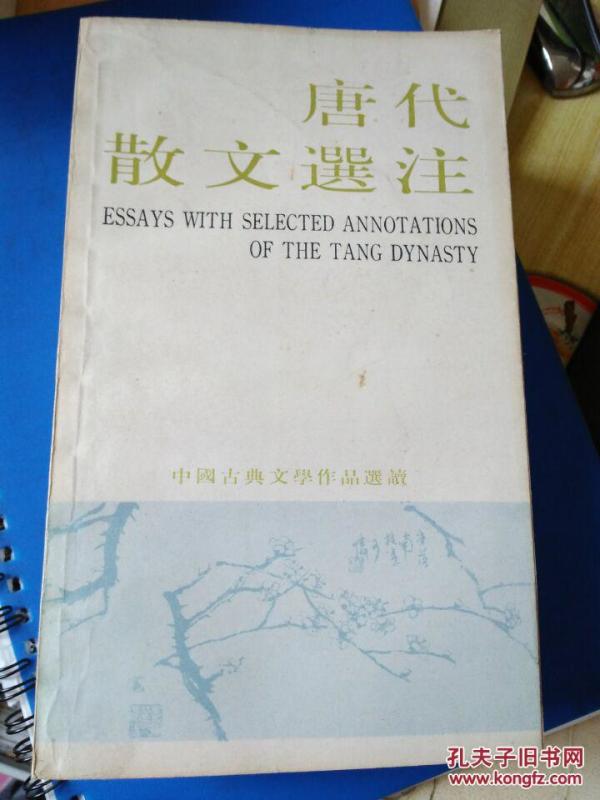 唐代
散文選注
ESSAYS WITH SELECTED ANNOTATIONS
OF THE TANG DYNASTY
中國古典文學作品選讀
孔夫子旧书网
www.kongfz.com